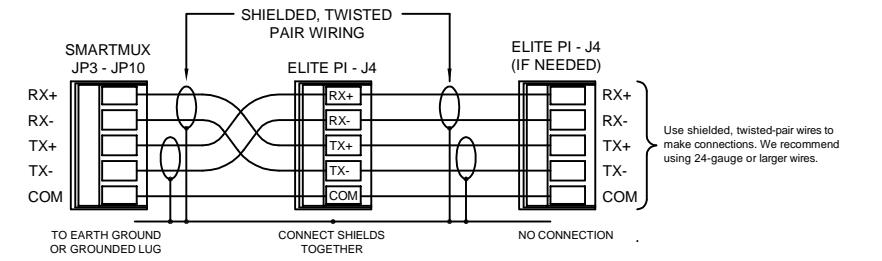 SHIELDED, TWISTED
PAIR WIRING
SMARTMUX
JP3 - JP10
ELITE PI - J4
ELITE PI - J4
(IF NEEDED)
RX+
RX-
TX+
TX-
COM
RX+
RX-
TX+
TX-
COM
RX+
RX-
TX+
TX-
COM
Use shielded, twisted-pair wires to
make connections. We recommend
using 24-gauge or larger wires.
TO EARTH GROUND
OR GROUNDED LUG
CONNECT SHIELDS
TOGETHER
NO CONNECTION .